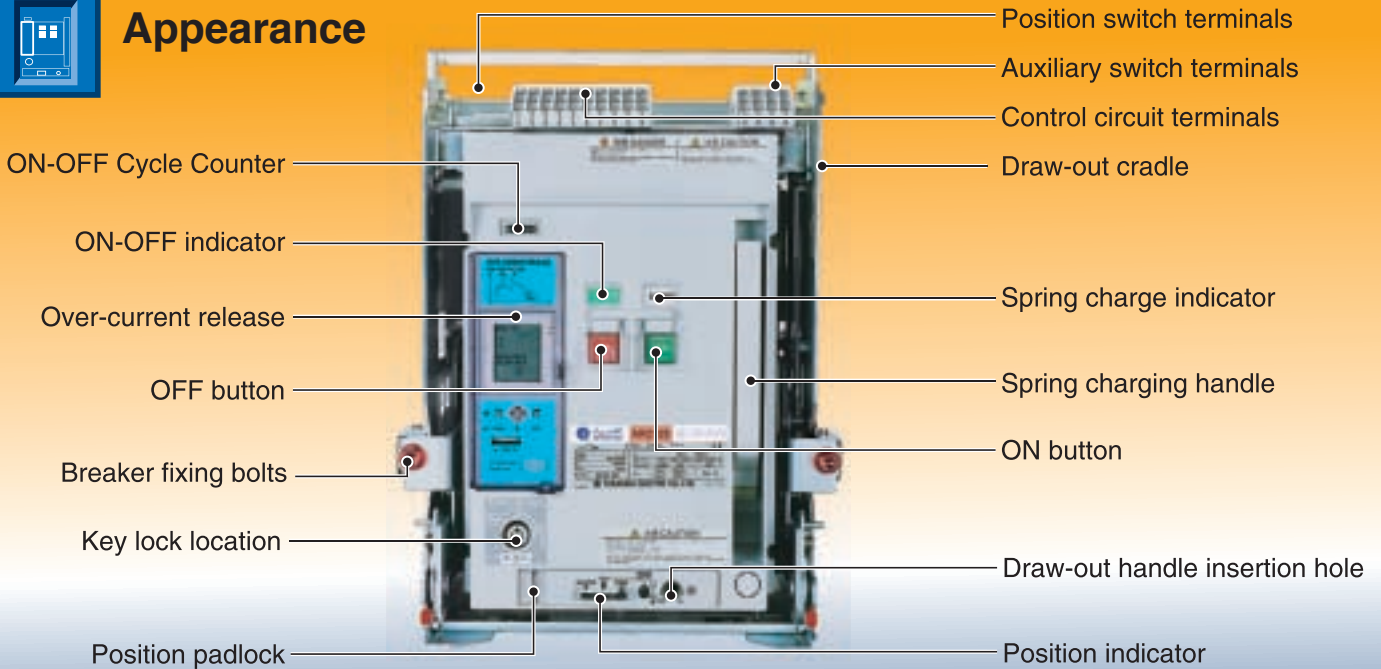 Appearance
Position switch terminals
Auxiliary switch terminals
Control circuit terminals
ON-OFF Cycle Counter
Draw-out cradle
ON-OFF indicator
Spring charge indicator
Over-current release
Spring charging handle
OFF button
ON button
Breaker fixing bolts
Key lock location
Draw-out handle insertion hole
Position padlock
Position indicator